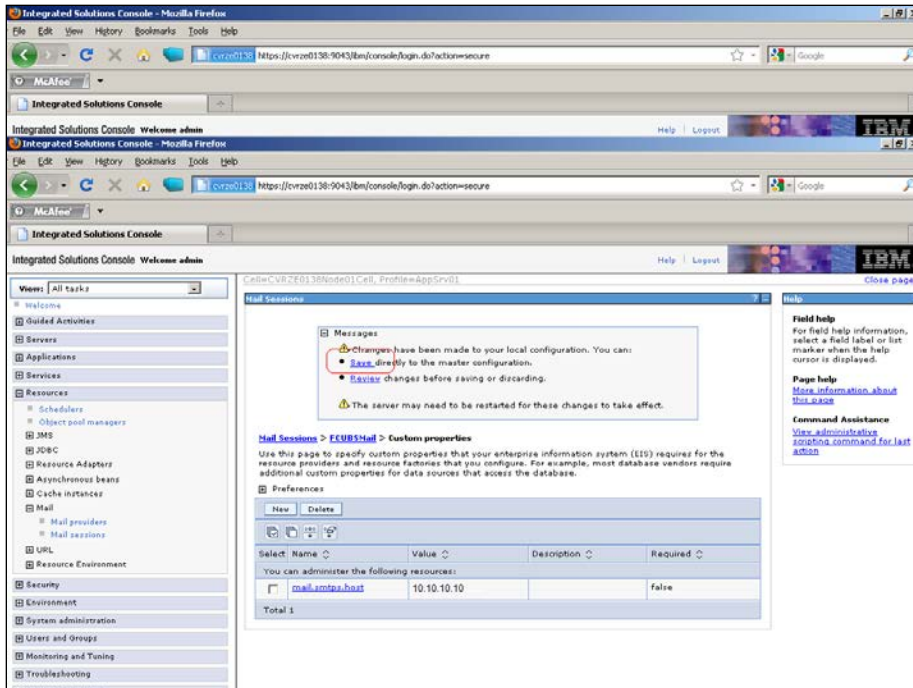 Integrated Solutions Console - Mozilla Firefox
File Edit View History Bookmarks Tools Help
cvrze0138 https://cvrze0138:9043/ibm/console/login.do?action=secure
Google
McAfee
Integrated Solutions Console
Integrated Solutions Console Welcome admin
Help | Logout
IBM
Integrated Solutions Console - Mozilla Firefox
File Edit View History Bookmarks Tools Help
cvrze0138 https://cvrze0138:9043/ibm/console/login.do?action=secure
Google
McAfee
Integrated Solutions Console
Integrated Solutions Console Welcome admin
Help | Logout
IBM
View: All tasks
Welcome
Guided Activities
Servers
Applications
Services
Resources
Schedulers
Object pool managers
JMS
JDBC
Resource Adapters
Asynchronous beans
Cache instances
Mail
Mail providers
Mail sessions
URL
Resource Environment
Security
Environment
System administration
Users and Groups
Monitoring and Tuning
Troubleshooting
Cell=CVRZE0138Node01Cell, Profile=AppSrv01
Close page
Mail Sessions
Messages
Changes have been made to your local configuration. You can:
Save directly to the master configuration.
Review changes before saving or discarding.
The server may need to be restarted for these changes to take effect.
Mail Sessions > FCUBSMail > Custom properties
Use this page to specify custom properties that your enterprise information system (EIS) requires for the
resource providers and resource factories that you configure. For example, most database vendors require
additional custom properties for data sources that access the database.
Preferences
New Delete
Select Name Value Description Required
You can administer the following resources:
mail.smtps.host 10.10.10.10 false
Total 1
Help
Field help
For field help information,
select a field label or list
marker when the help
cursor is displayed.
Page help
More information about
this page
Command Assistance
View administrative
scripting command for last
action